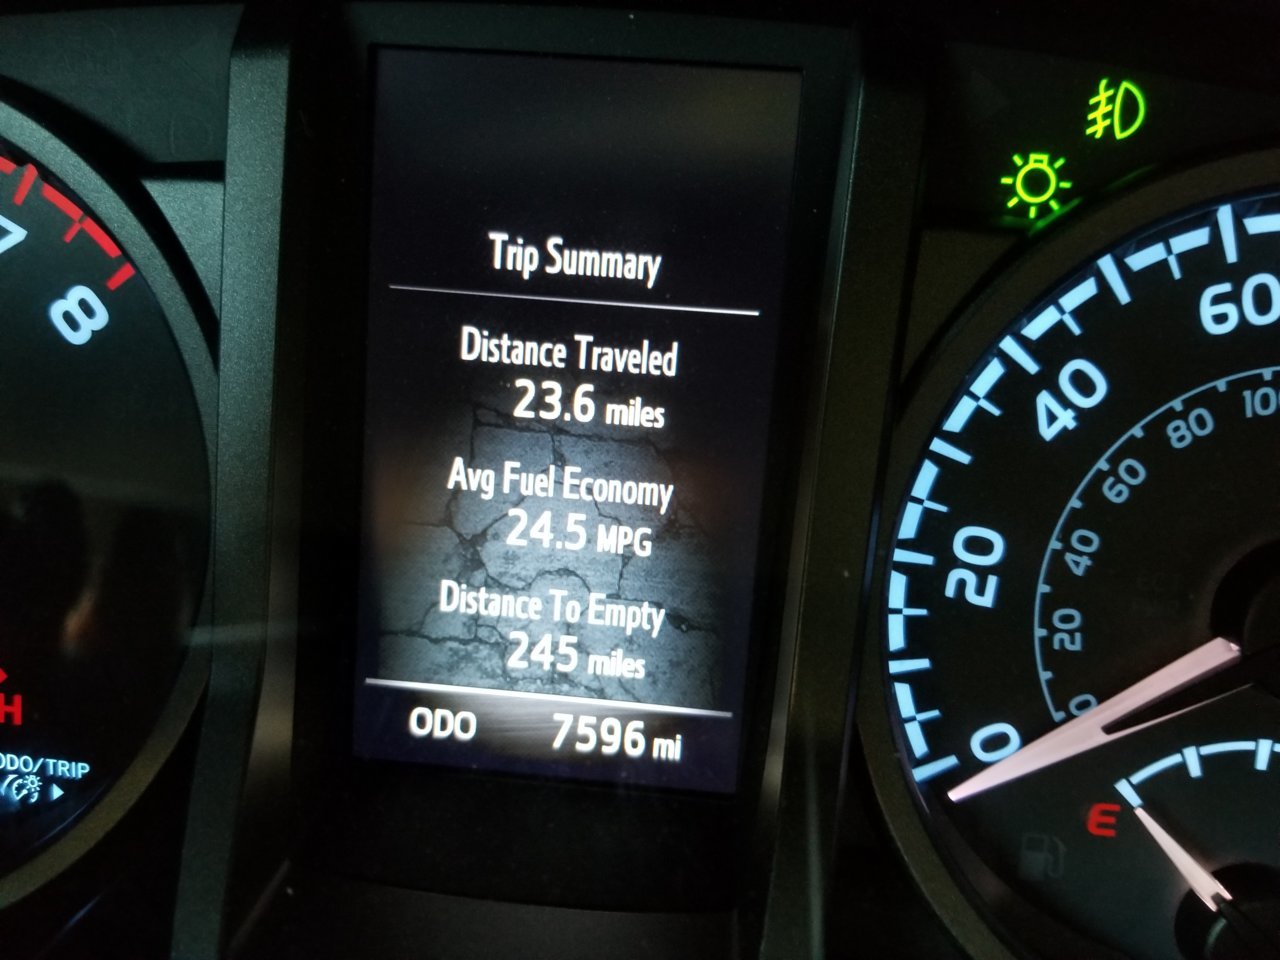 7
8
H
ODO/TRIP
Trip Summary
Distance Traveled
23.6 miles
Avg Fuel Economy
24.5 MPG
Distance To Empty
245 miles
ODO 7596 mi
0
20
40
60
0
20
40
60
80
100
E